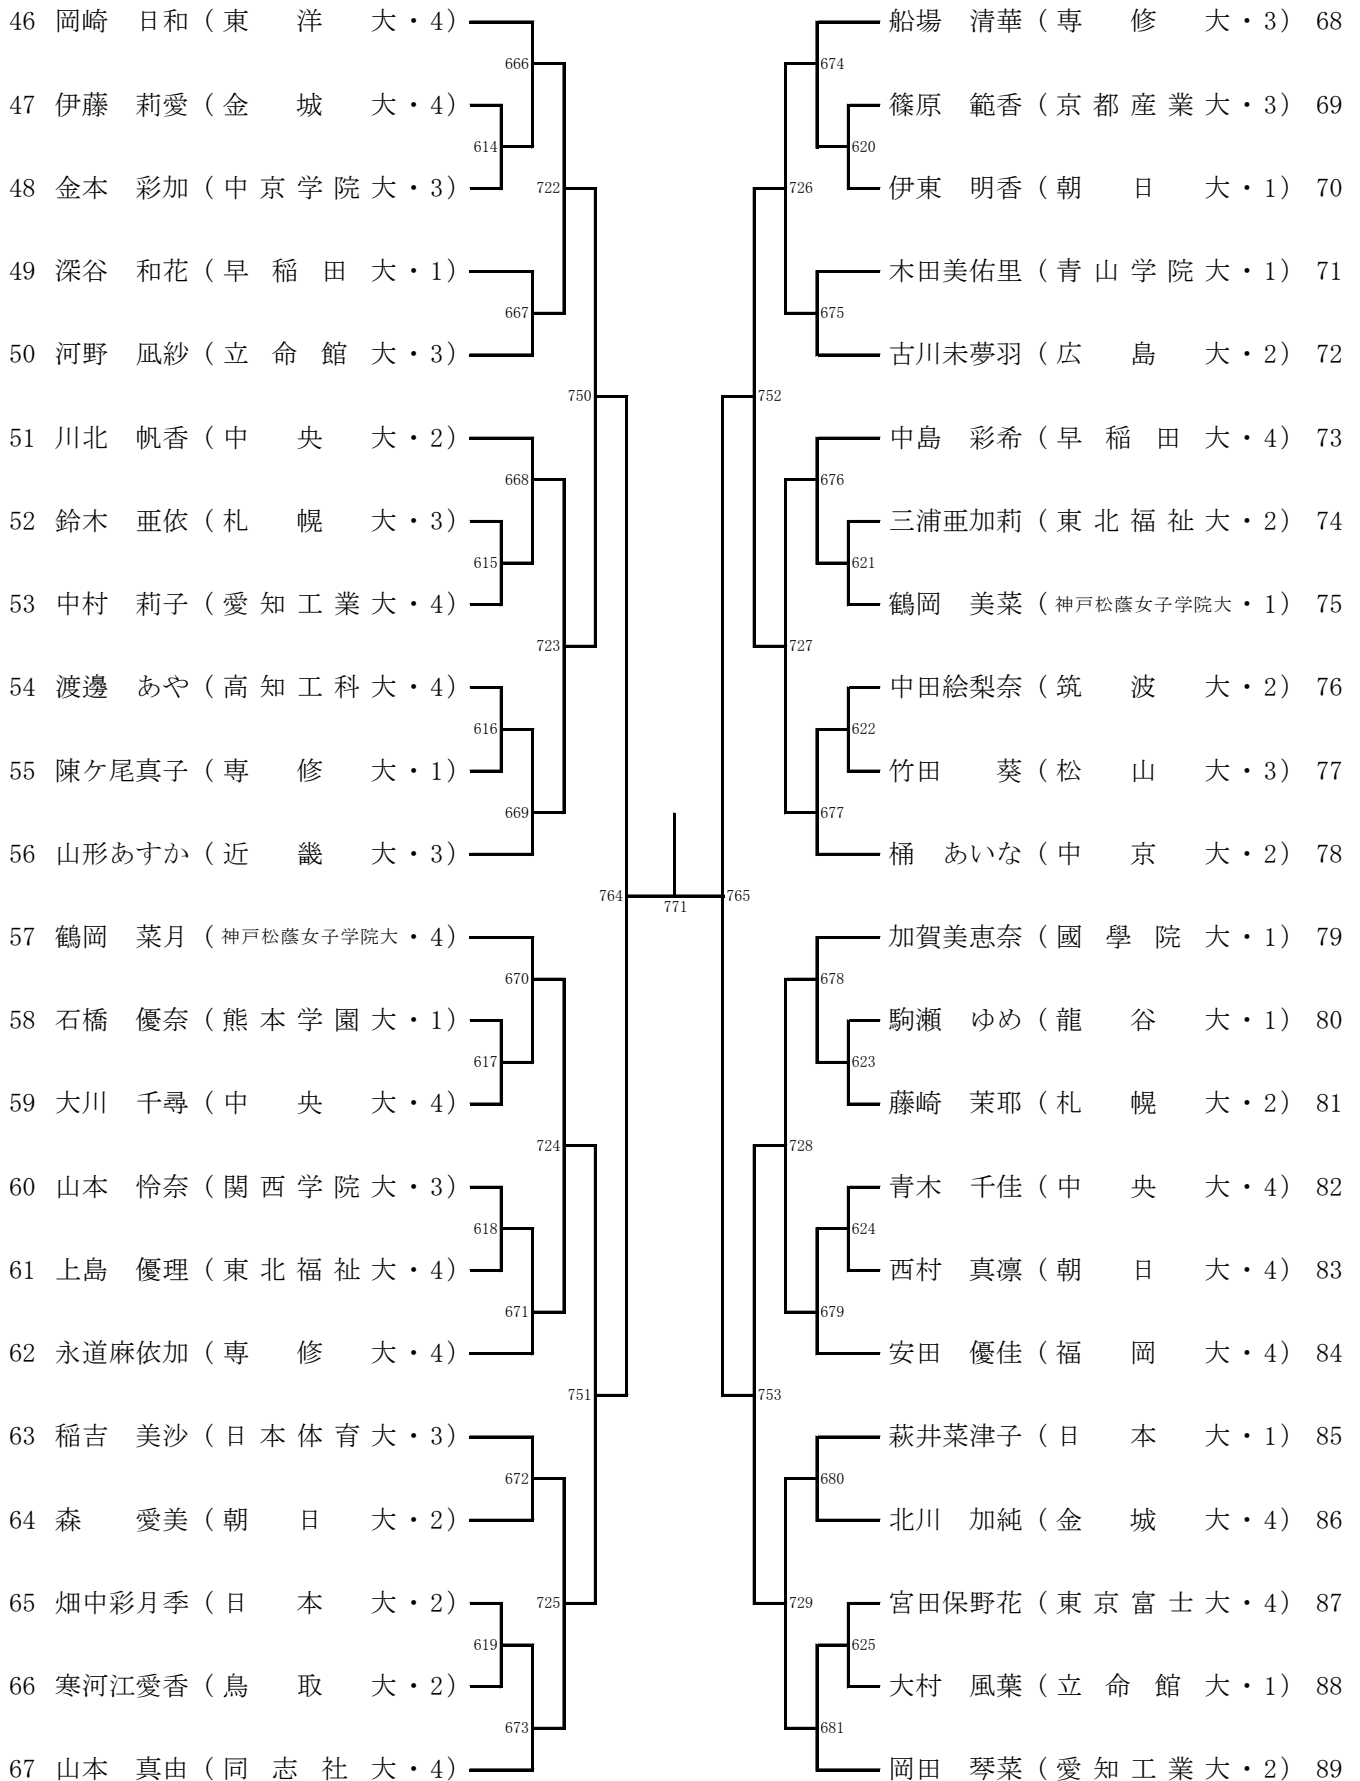 46 岡崎 日和（東洋大・4）
666
47 伊藤 莉愛（金城大・4）
614
48 金本 彩加（中京学院大・3）
722
49 深谷 和花（早稲田大・1）
667
50 河野 凪紗（立命館大・3）
750
51 川北 帆香（中央大・2）
668
52 鈴木 亜依（札幌大・3）
615
53 中村 莉子（愛知工業大・4）
723
54 渡邊 あや（高知工科大・4）
616
55 陳ケ尾真子（専修大・1）
669
56 山形あすか（近畿大・3）
764
771
57 鶴岡 菜月（神戸松蔭女子学院大・4）
670
58 石橋 優奈（熊本学園大・1）
617
59 大川 千尋（中央大・4）
724
60 山本 怜奈（関西学院大・3）
618
61 上島 優理（東北福祉大・4）
671
62 永道麻依加（専修大・4）
751
63 稲吉 美沙（日本体育大・3）
672
64 森 愛美（朝日大・2）
65 畑中彩月季（日本大・2）
725
619
66 寒河江愛香（鳥取大・2）
673
67 山本 真由（同志社大・4）
船場 清華（専修大・3） 68
674
篠原 範香（京都産業大・3） 69
620
伊東 明香（朝日大・1） 70
726
木田美佑里（青山学院大・1） 71
675
古川未夢羽（広島大・2） 72
752
中島 彩希（早稲田大・4） 73
676
三浦亜加莉（東北福祉大・2） 74
621
鶴岡 美菜（神戸松蔭女子学院大・1） 75
727
中田絵梨奈（筑波大・2） 76
622
竹田 葵（松山大・3） 77
677
桶 あいな（中京大・2） 78
765
加賀美恵奈（國學院大・1） 79
678
駒瀬 ゆめ（龍谷大・1） 80
623
藤崎 茉耶（札幌大・2） 81
728
青木 千佳（中央大・4） 82
624
西村 真凛（朝日大・4） 83
679
安田 優佳（福岡大・4） 84
753
萩井菜津子（日本大・1） 85
680
北川 加純（金城大・4） 86
宮田保野花（東京富士大・4） 87
729
625
大村 風葉（立命館大・1） 88
681
岡田 琴菜（愛知工業大・2） 89